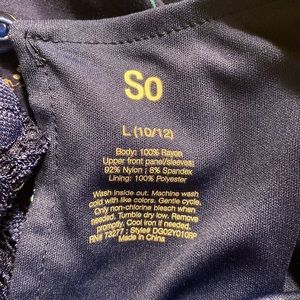 So
L (10/12)
Body: 100% Rayon
Upper front panel/sleeves:
92% Nylon ; 8% Spandex
Lining: 100% Polyester
Wash inside out. Machine wash
cold with like colors. Gentle cycle.
Only non-chlorine bleach when
needed. Tumble dry low. Remove
promptly. Cool iron if needed.
RN# 73277 ; Style# DG02Y010RP
Made in China